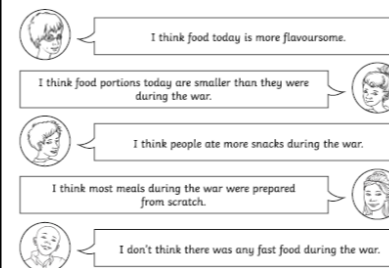 I think food today is more flavoursome.
I think food portions today are smaller than they were
during the war.
I think people ate more snacks during the war.
I think most meals during the war were prepared
from scratch.
I don't think there was any fast food during the war.